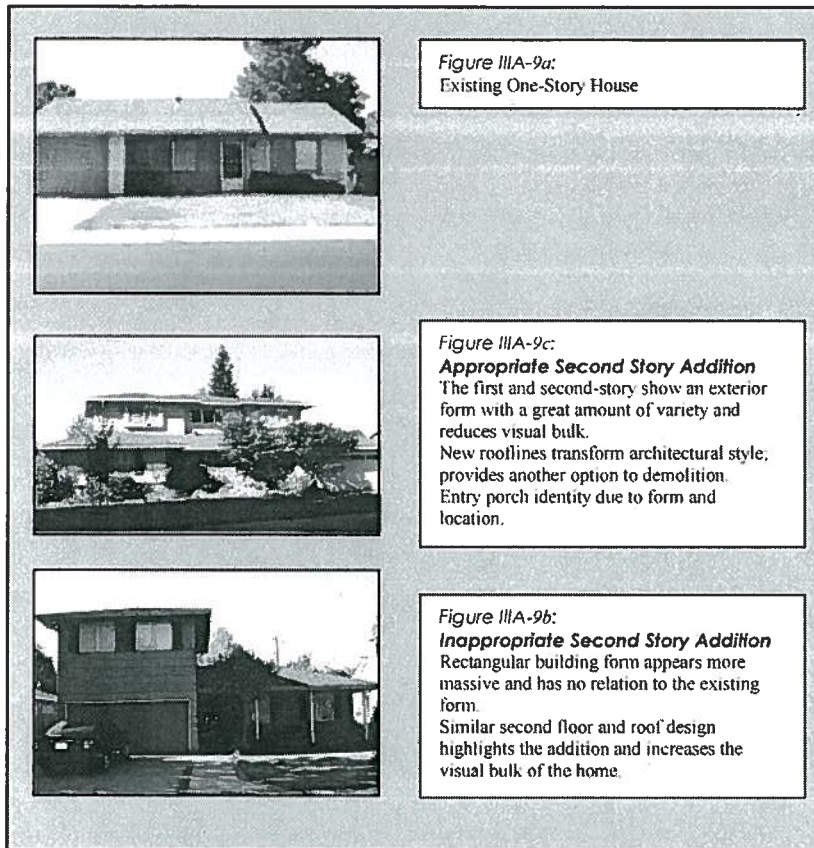 Figure IIIA-9a:
Existing One-Story House
Figure IIIA-9c:
Appropriate Second Story Addition
The first and second-story show an exterior
form with a great amount of variety and
reduces visual bulk.
New rooflines transform architectural style;
provides another option to demolition.
Entry porch identity due to form and
location.
Figure IIIA-9b:
Inappropriate Second Story Addition
Rectangular building form appears more
massive and has no relation to the existing
form.
Similar second floor and roof design
highlights the addition and increases the
visual bulk of the home.